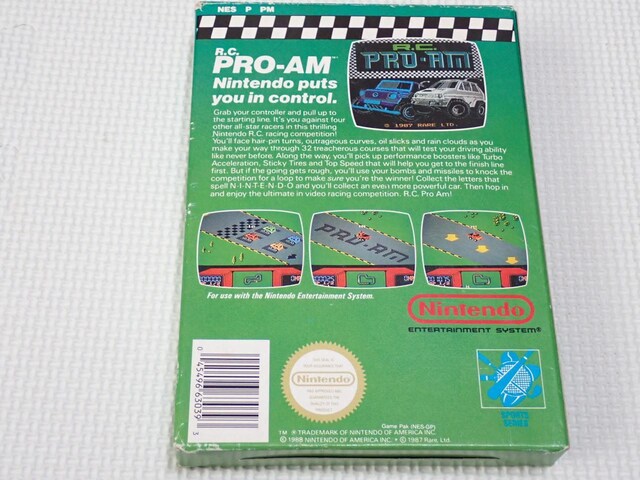 NES P PM
R.C.
PRO-AM™
Nintendo puts
you in control.
Grab your controller and pull up to
the starting line. It's you against four
other all-star racers in this thrilling
Nintendo R.C. racing competition!
You'll face hair-pin turns, outrageous curves, oil slicks and rain clouds as you
make your way through 32 treacherous courses that will test your driving ability
like never before. Along the way, you'll pick up performance boosters like Turbo
Acceleration, Sticky Tires and Top Speed that will help you get to the finish line
first. But if the going gets rough, you'll use your bombs and missiles to knock the
competition for a loop to make sure you're the winner! Collect the letters that
spell N-I-N-T-E-N-D-O and you'll collect an even more powerful car. Then hop in
and enjoy the ultimate in video racing competition. R.C. Pro Am!
R.C.
PRO-AM
© 1987 RARE LTD.
PRO-AM
For use with the Nintendo Entertainment System.
Nintendo
ENTERTAINMENT SYSTEM®
Nintendo
SPORTS
SERIES
0 45496 63039 3
Game Pak (NES-GP)
TM ® TRADEMARK OF NINTENDO OF AMERICA INC.
© 1988 NINTENDO OF AMERICA INC. • © 1987 Rare, Ltd.